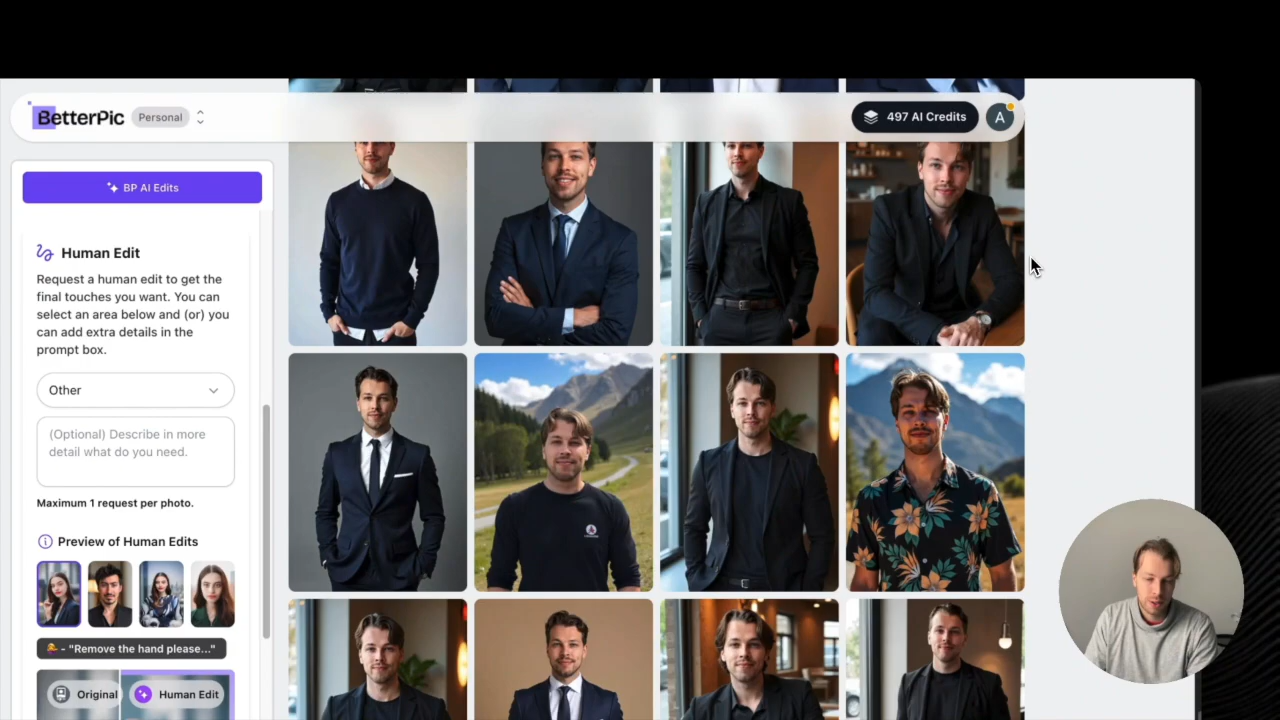 BetterPic
Personal
497 AI Credits
A
BP AI Edits
Human Edit
Request a human edit to get the
final touches you want. You can
select an area below and (or) you
can add extra details in the
prompt box.
Other
(Optional) Describe in more
detail what do you need.
Maximum 1 request per photo.
Preview of Human Edits
- "Remove the hand please..."
Original
Human Edit